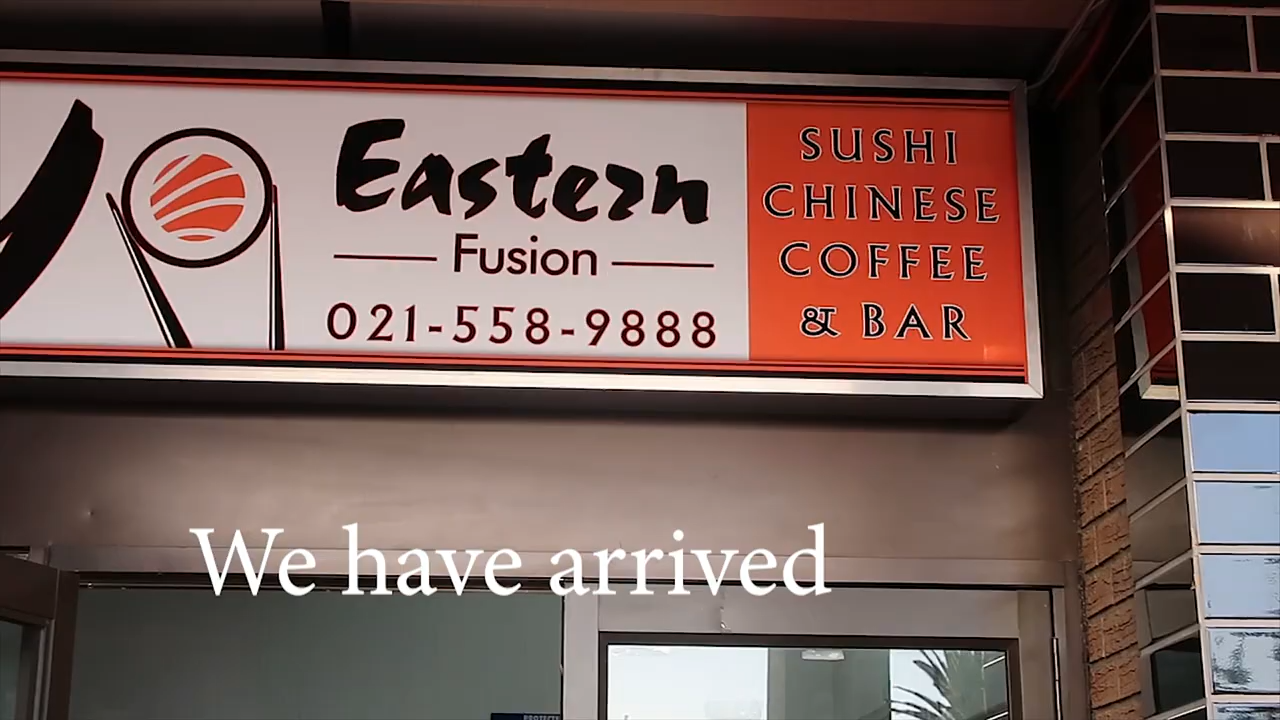 Eastern
Fusion
021-558-9888
SUSHI
CHINESE
COFFEE
& BAR
We have arrived